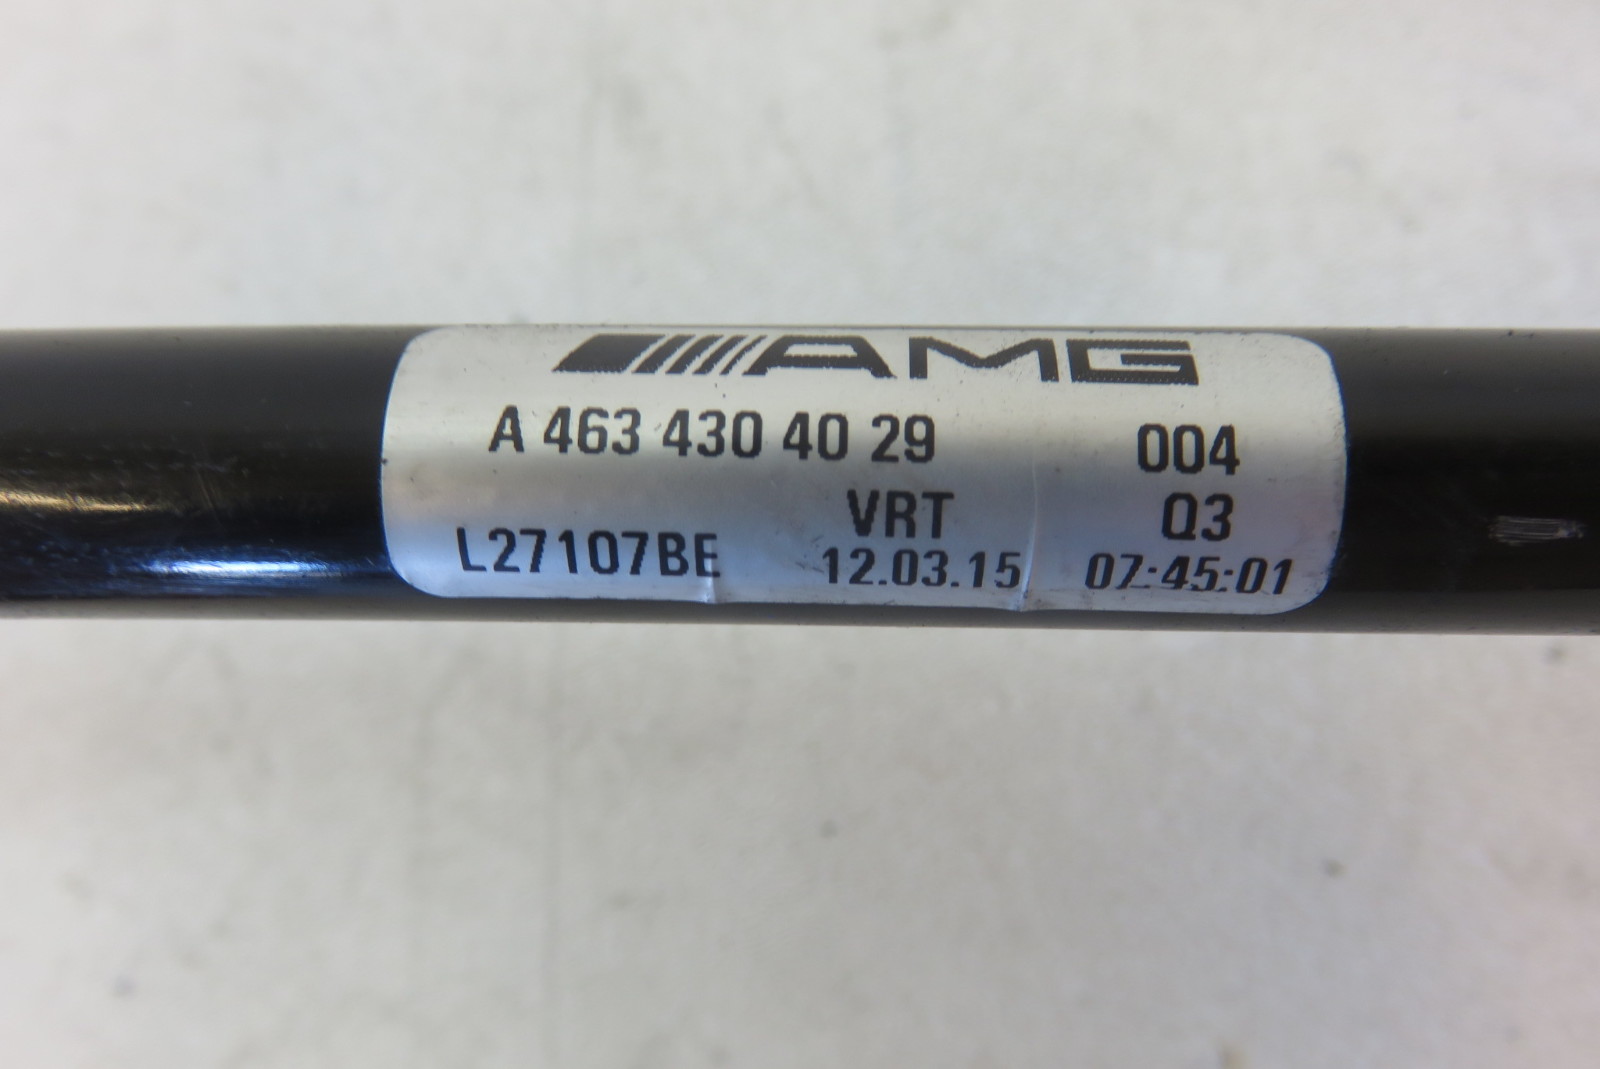 AMG
A 463 430 40 29 004
VRT Q3
L27107BE 12.03.15 07:45:01